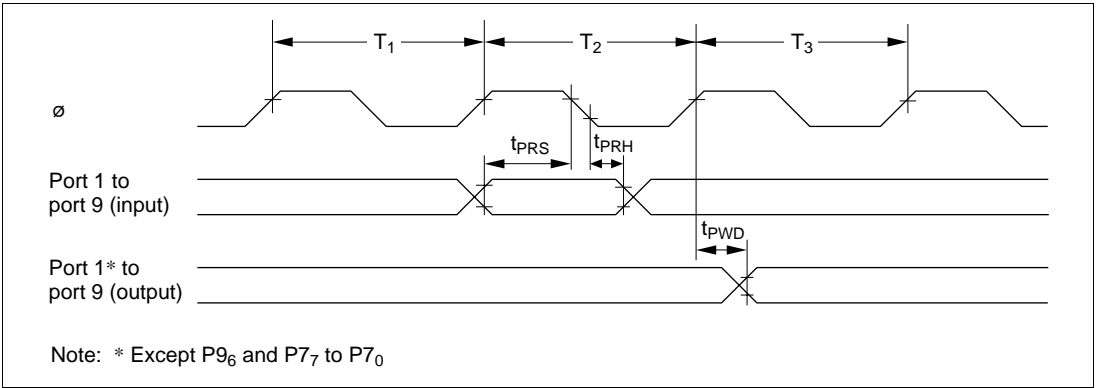 T₁ T₂ T₃
ø
tPRS tPRH
Port 1 to
port 9 (input)
tPWD
Port 1* to
port 9 (output)
Note: * Except P9₆ and P7₇ to P7₀